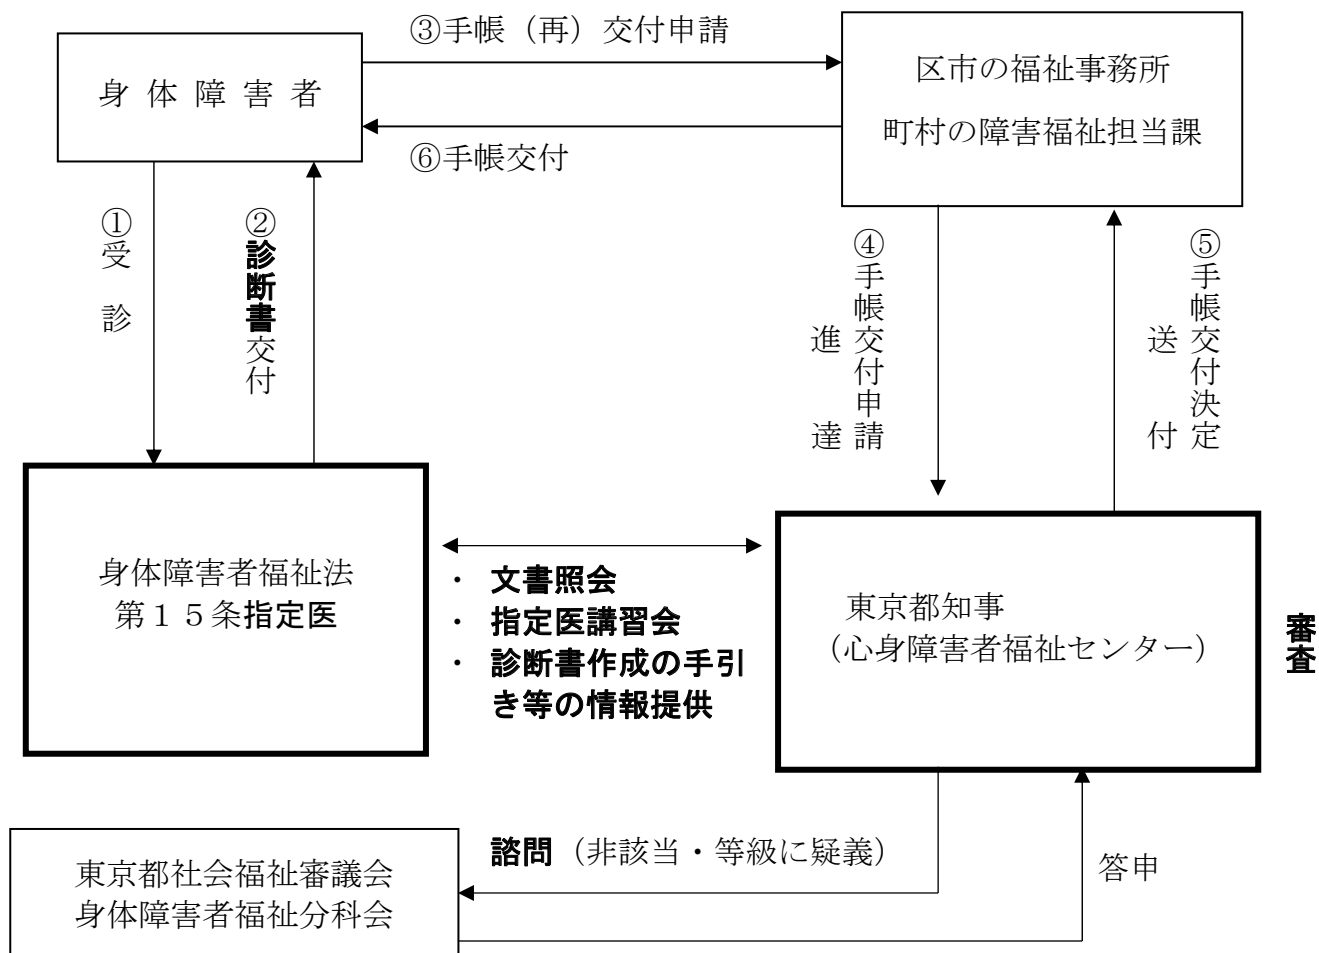 ③手帳（再）交付申請
身体障害者
区市の福祉事務所
町村の障害福祉担当課
⑥手帳交付
①受診
②診断書交付
④手帳交付申請
進達
⑤手帳交付決定
送付
身体障害者福祉法
第１５条指定医
・ 文書照会
・ 指定医講習会
・ 診断書作成の手引
き等の情報提供
東京都知事
（心身障害者福祉センター）
審査
諮問（非該当・等級に疑義）
答申
東京都社会福祉審議会
身体障害者福祉分科会